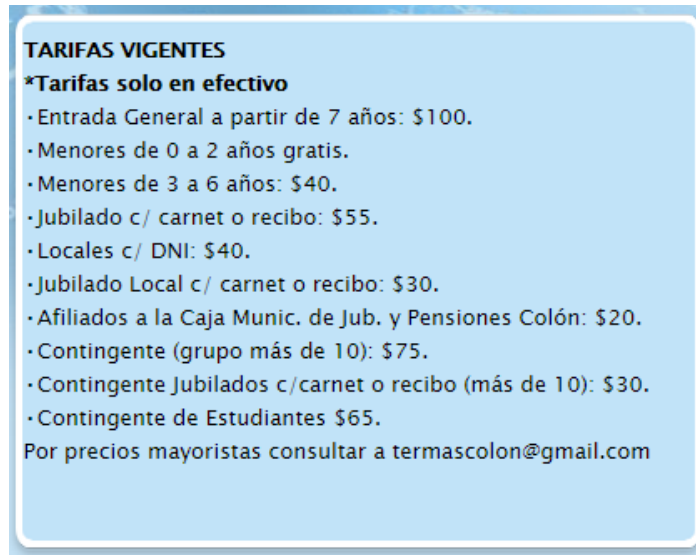 TARIFAS VIGENTES
*Tarifas solo en efectivo
·Entrada General a partir de 7 años: $100.
·Menores de 0 a 2 años gratis.
·Menores de 3 a 6 años: $40.
·Jubilado c/ carnet o recibo: $55.
·Locales c/ DNI: $40.
·Jubilado Local c/ carnet o recibo: $30.
·Afiliados a la Caja Munic. de Jub. y Pensiones Colón: $20.
·Contingente (grupo más de 10): $75.
·Contingente Jubilados c/carnet o recibo (más de 10): $30.
·Contingente de Estudiantes $65.
Por precios mayoristas consultar a termascolon@gmail.com